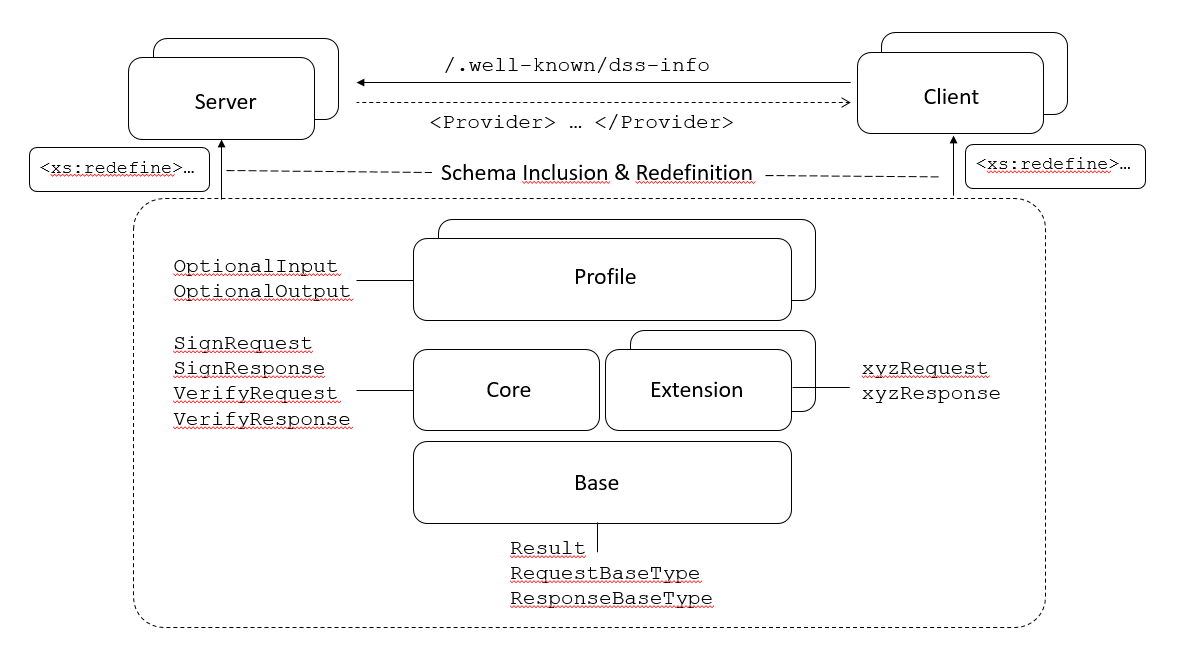 /.well-known/dss-info
Server
Client
<Provider> … </Provider>
<xs:redefine>…
Schema Inclusion & Redefinition
<xs:redefine>…
OptionalInput
OptionalOutput
Profile
SignRequest
SignResponse
VerifyRequest
VerifyResponse
Core
Extension
xyzRequest
xyzResponse
Base
Result
RequestBaseType
ResponseBaseType